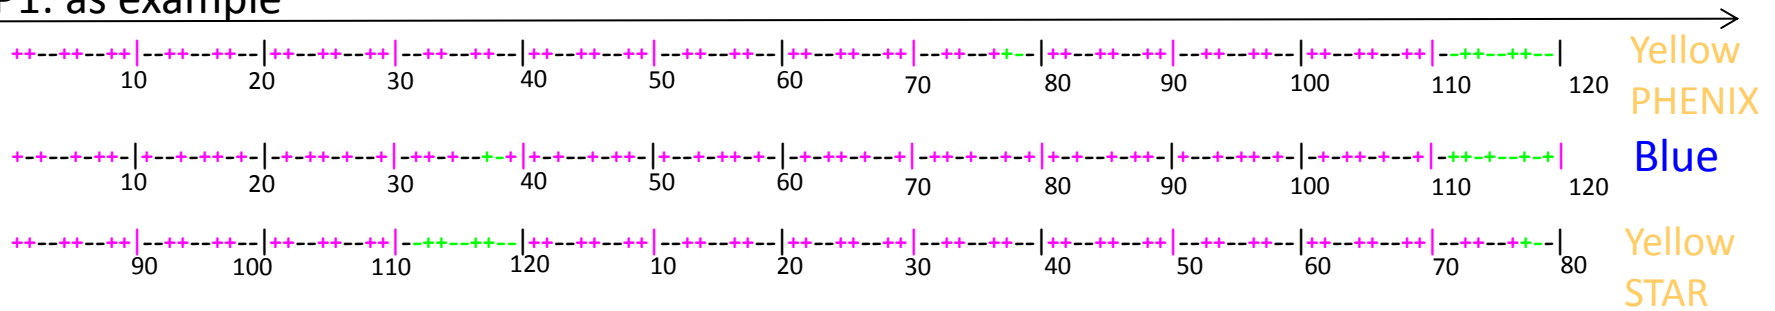 P1: as example
++--++--++|--++--++--|++--++--++|--++--++--|++--++--++|--++--++--|++--++--++|--++--++--|++--++--++|--++--++--|++--++--++|--++--++--| Yellow
10 20 30 40 50 60 70 80 90 100 110 120 PHENIX
+-+--+-++-|+--+-++-+-|-+-++-+--+|-++-+--+-+|+-+--+-++-|+--+-++-+-|-+-++-+--+|-++-+--+-+|+-+--+-++-|+--+-++-+-|-+-++-+--+|-++-+--+-+| Blue
10 20 30 40 50 60 70 80 90 100 110 120
++--++--++|--++--++--|++--++--++|--++--++--|++--++--++|--++--++--|++--++--++|--++--++--|++--++--++|--++--++--|++--++--++|--++--++--| Yellow
90 100 110 120 10 20 30 40 50 60 70 80 STAR